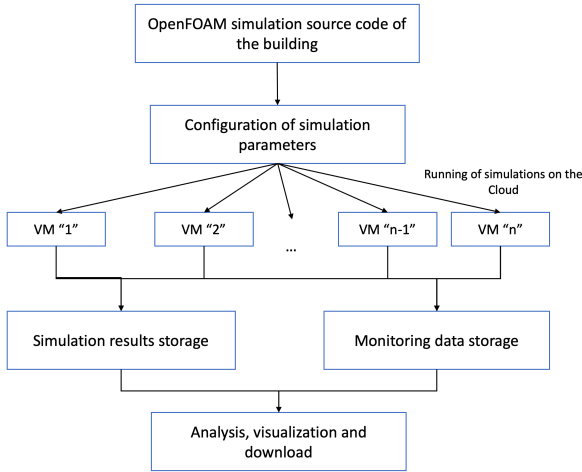 OpenFOAM simulation source code of
the building
Configuration of simulation
parameters
Running of simulations on the
Cloud
VM “1”
VM “2”
...
VM “n-1”
VM “n”
Simulation results storage
Monitoring data storage
Analysis, visualization and
download